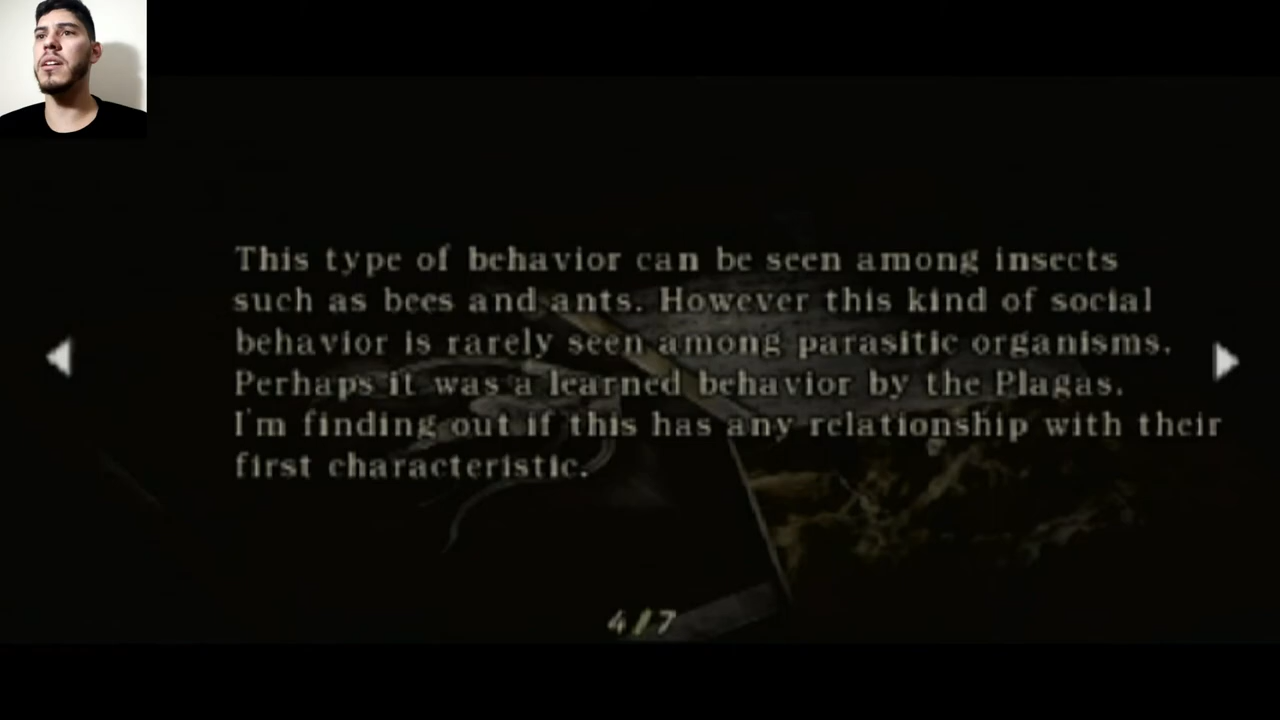 This type of behavior can be seen among insects
such as bees and ants. However this kind of social
behavior is rarely seen among parasitic organisms.
Perhaps it was a learned behavior by the Plagas.
I'm finding out if this has any relationship with their
first characteristic.
4/7